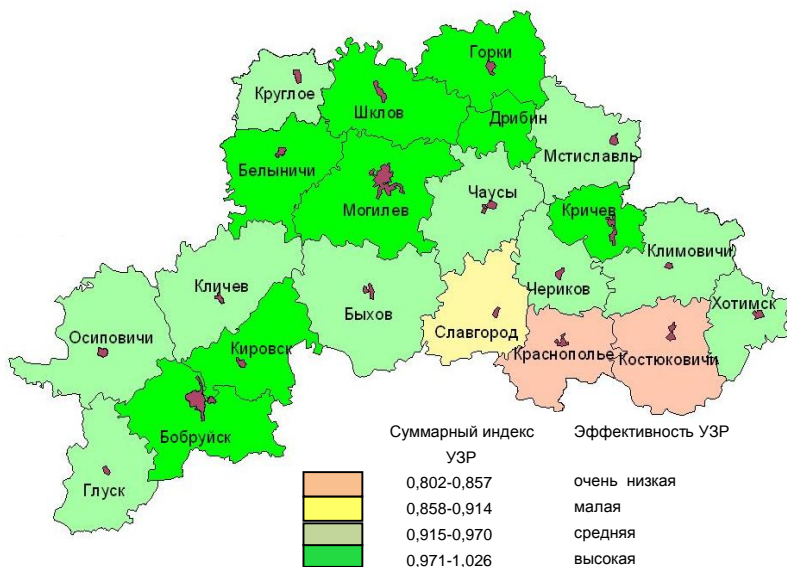 Горки
Круглое
Шклов
Дрибин
Мстиславль
Белыничи
Чаусы
Могилев
Кричев
Климовичи
Кличев
Чериков
Быхов
Хотимск
Осиповичи
Славгород
Кировск
Краснополье
Костюковичи
Бобруйск
Глуск
Суммарный индекс УЗР
Эффективность УЗР
0,802-0,857 очень низкая
0,858-0,914 малая
0,915-0,970 средняя
0,971-1,026 высокая